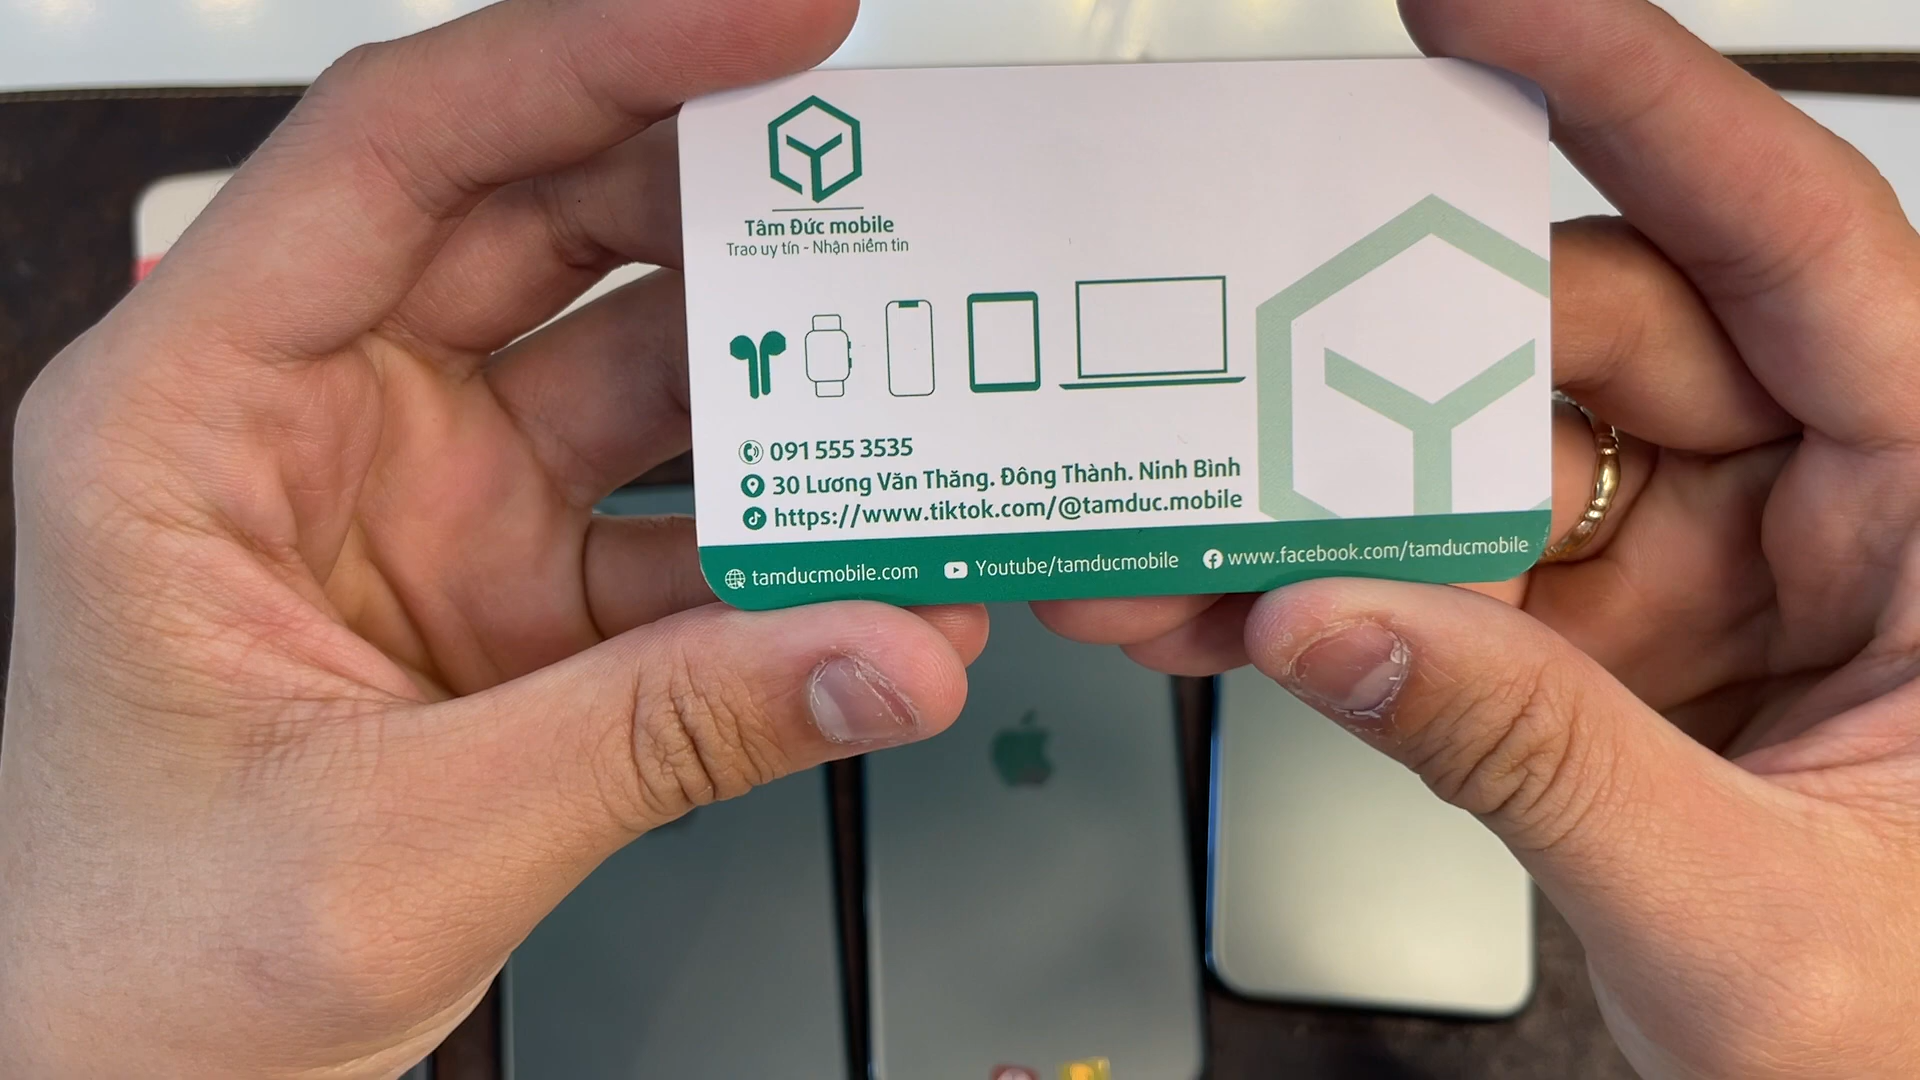 Tâm Đức mobile
Trao uy tín - Nhận niềm tin
091 555 3535
30 Lương Văn Thăng. Đông Thành. Ninh Bình
https://www.tiktok.com/@tamduc.mobile
tamducmobile.com
Youtube/tamducmobile
www.facebook.com/tamducmobile